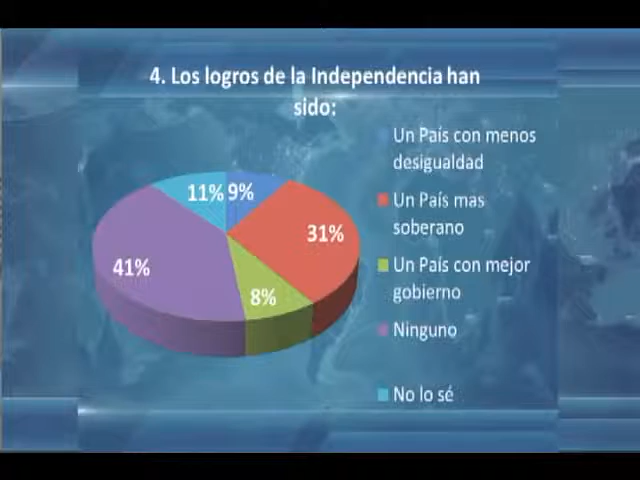 4. Los logros de la Independencia han
sido:
Un País con menos
desigualdad
Un País mas
soberano
Un País con mejor
gobierno
Ninguno
No lo sé
11%
9%
31%
41%
8%